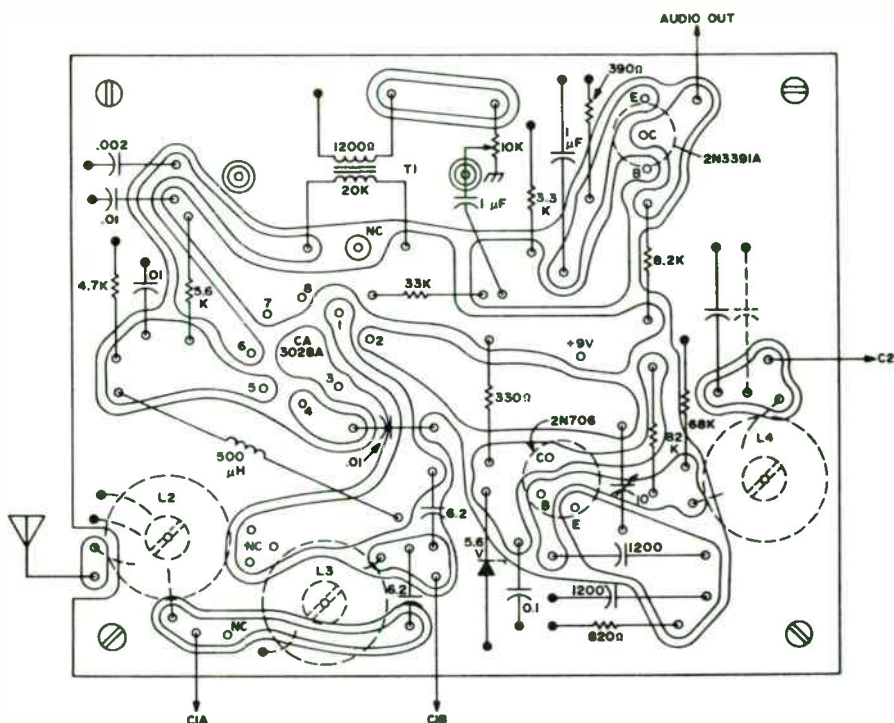 AUDIO OUT
390Ω
E
C
B
2N3391A
.002
1200Ω
T1
20K
10K
1
µF
3.3
K
1 µF
.01
NC
8.2K
4.7K
.01
5.6
K
33K
8
7
1
CA
3028A
2
+9V
6
3
5
4
C2
330Ω
2N706
68K
82
K
L4
500
µH
.01
CO
B
E
10
L2
6.2
5.6
V
1200
NC
L3
6.2
0.1
1200
820Ω
NC
C1A
C1B